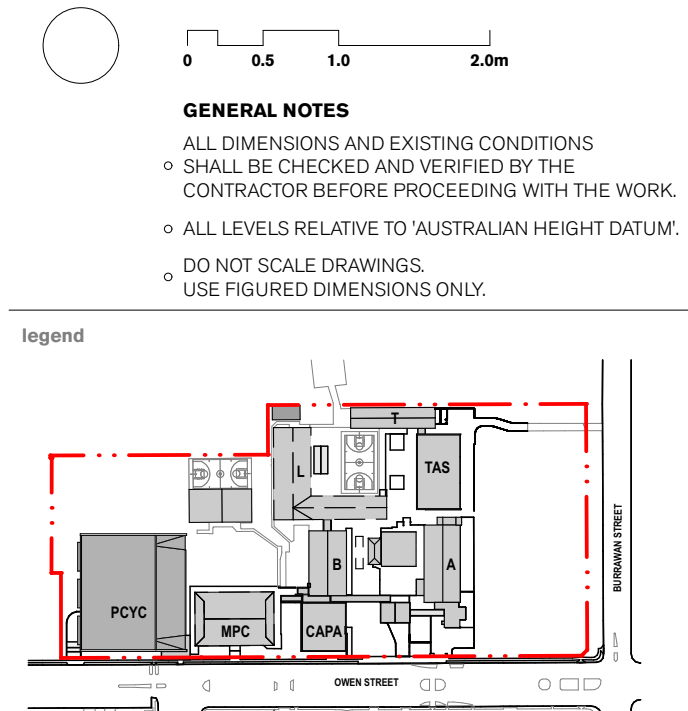 0 0.5 1.0 2.0m
GENERAL NOTES
ALL DIMENSIONS AND EXISTING CONDITIONS
SHALL BE CHECKED AND VERIFIED BY THE
CONTRACTOR BEFORE PROCEEDING WITH THE WORK.
ALL LEVELS RELATIVE TO 'AUSTRALIAN HEIGHT DATUM'.
DO NOT SCALE DRAWINGS.
USE FIGURED DIMENSIONS ONLY.
legend
T
L
TAS
B
A
PCYC
MPC
CAPA
BURRAWAN STREET
OWEN STREET